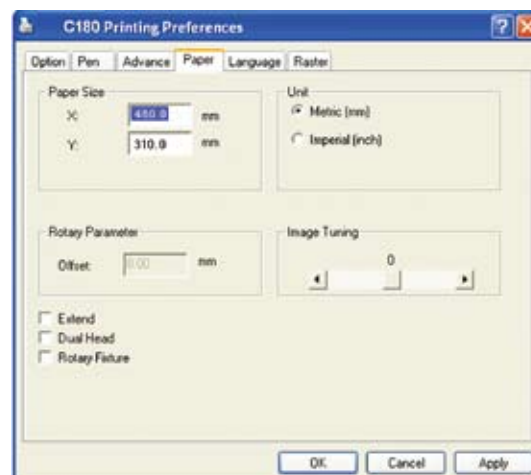 C180 Printing Preferences
Option Pen Advance Paper Language Raster
Paper Size
X: 460.0 mm
Y: 310.0 mm
Unit
Metric (mm)
Imperial (inch)
Rotary Parameter
Offset: 0.00 mm
Image Tuning
0
Extend
Dual Head
Rotary Fixture
OK Cancel Apply